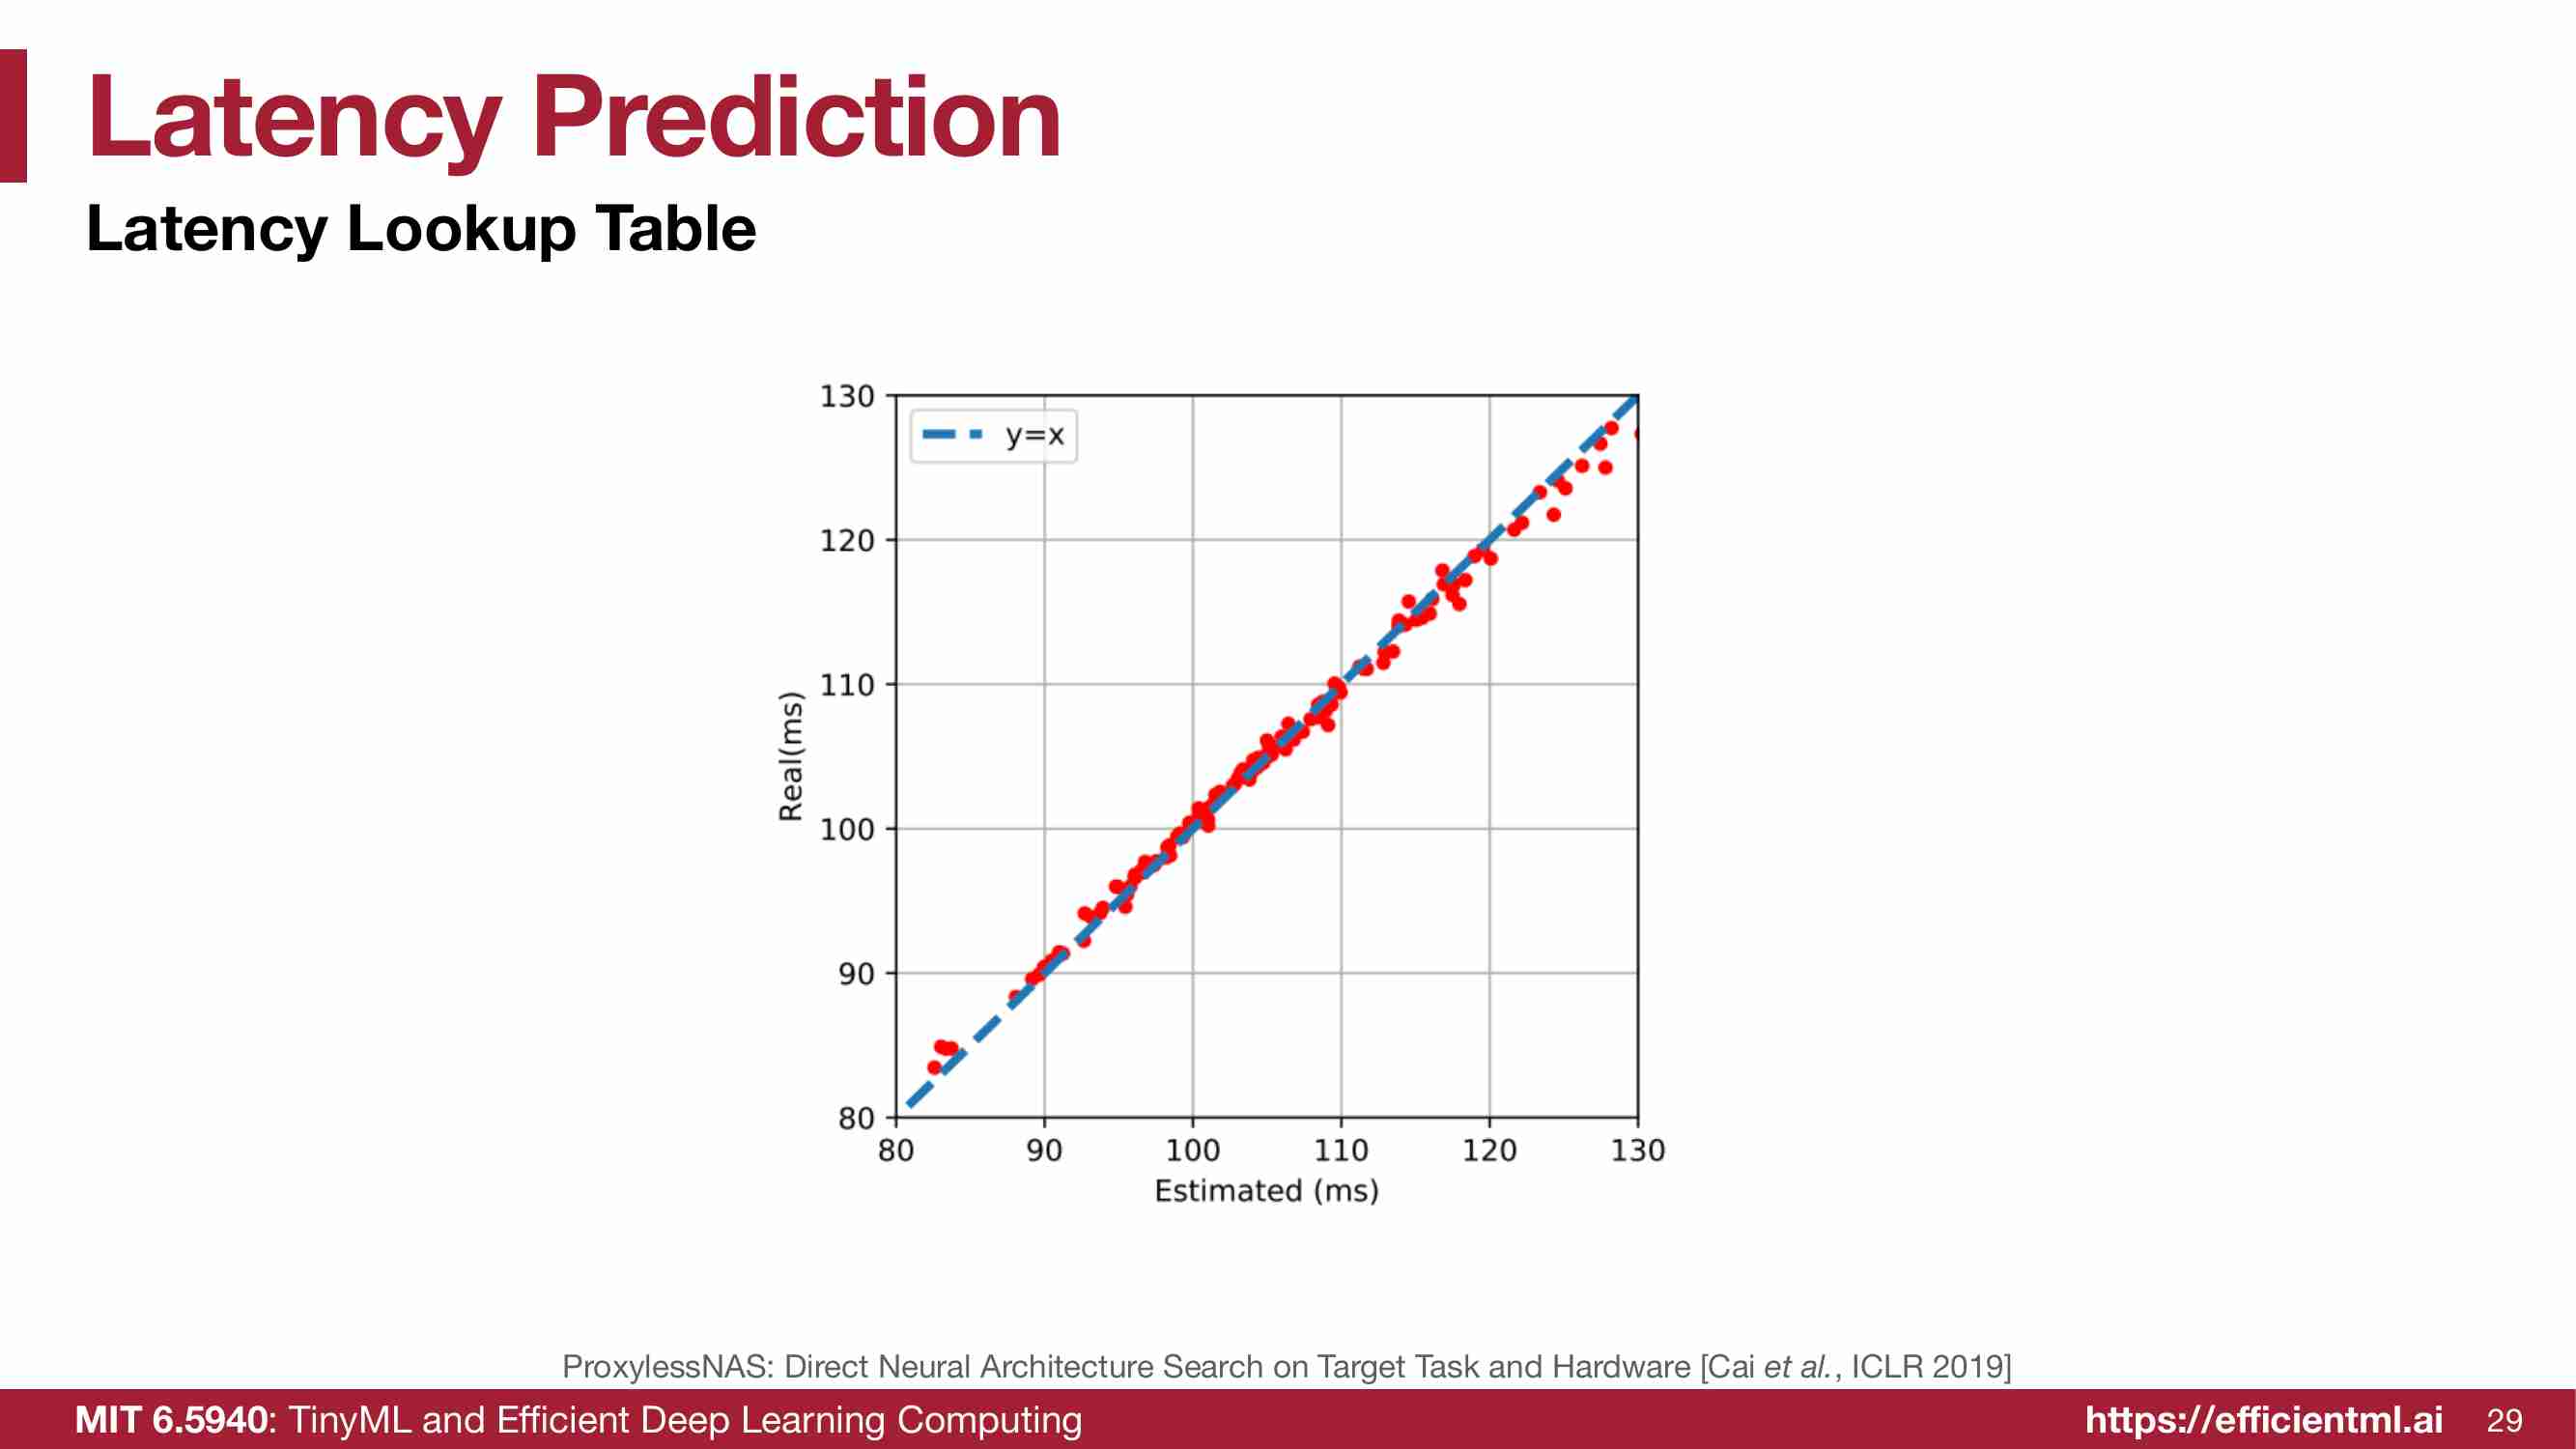 Latency Prediction
Latency Lookup Table
130
y=x
120
110
100
90
80
Real(ms)
80 90 100 110 120 130
Estimated (ms)
ProxylessNAS: Direct Neural Architecture Search on Target Task and Hardware [Cai et al., ICLR 2019]
MIT 6.5940: TinyML and Efficient Deep Learning Computing
https://efficientml.ai 29